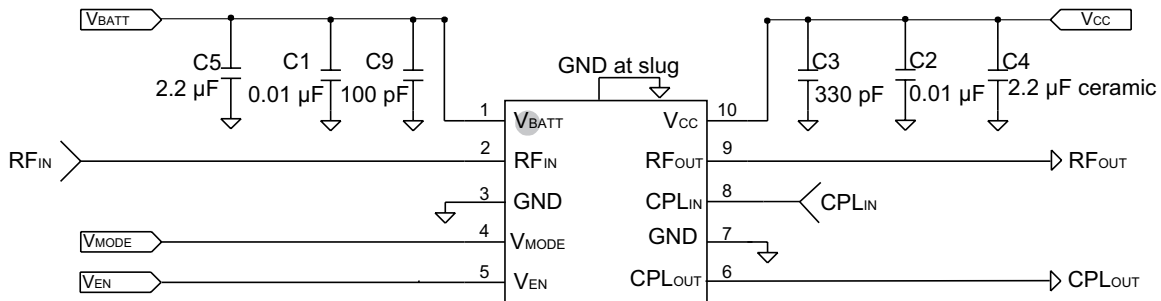 VBATT
VCC
C5
2.2 µF
C1
0.01 µF
C9
100 pF
GND at slug
C3
330 pF
C2
0.01 µF
C4
2.2 µF ceramic
1
VBATT
VCC
10
RFIN
2
RFIN
RFOUT
9
RFOUT
3
GND
CPLIN
8
CPLIN
VMODE
4
VMODE
GND
7
VEN
5
VEN
CPLOUT
6
CPLOUT